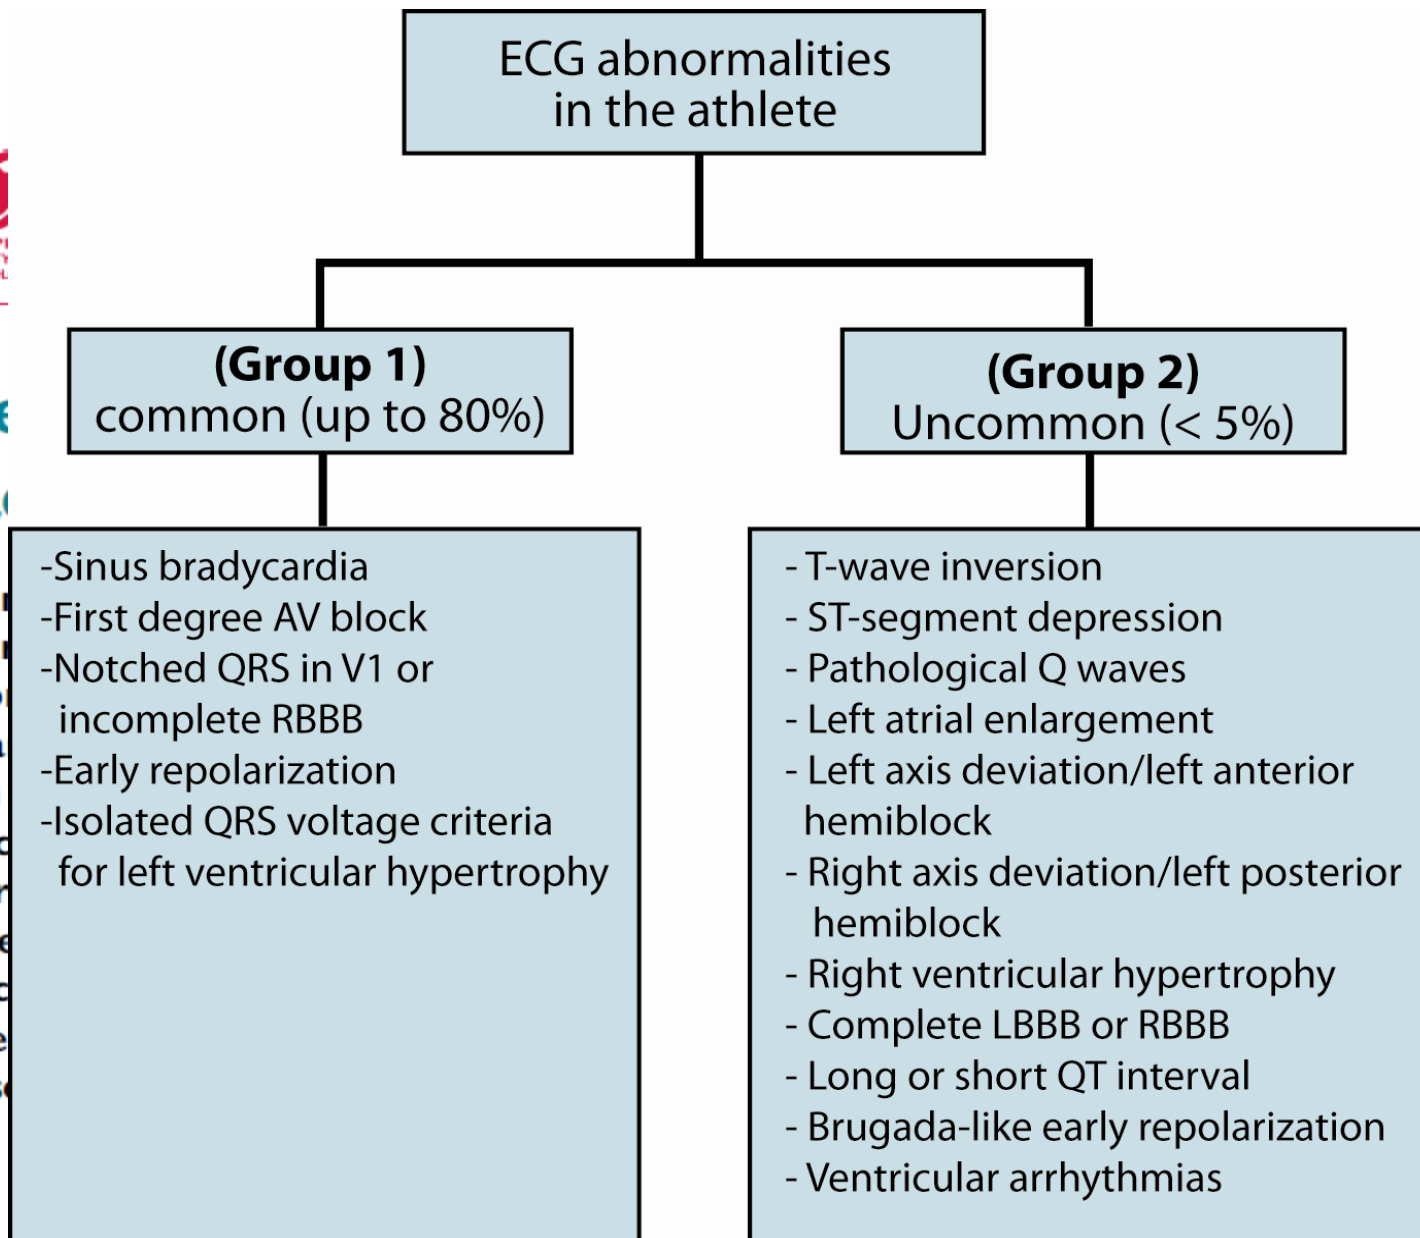 ECG abnormalities
in the athlete
(Group 1)
common (up to 80%)
-Sinus bradycardia
-First degree AV block
-Notched QRS in V1 or
incomplete RBBB
-Early repolarization
-Isolated QRS voltage criteria
for left ventricular hypertrophy
(Group 2)
Uncommon (< 5%)
- T-wave inversion
- ST-segment depression
- Pathological Q waves
- Left atrial enlargement
- Left axis deviation/left anterior
hemiblock
- Right axis deviation/left posterior
hemiblock
- Right ventricular hypertrophy
- Complete LBBB or RBBB
- Long or short QT interval
- Brugada-like early repolarization
- Ventricular arrhythmias